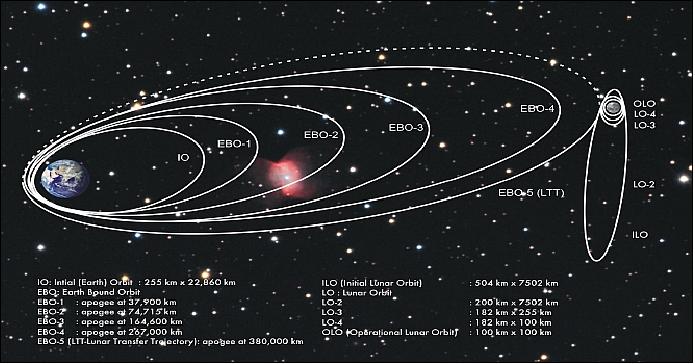 IO
EBO-1
EBO-2
EBO-3
EBO-4
EBO-5 (LTT)
OLO
LO-4
LO-3
LO-2
ILO
IO: Intial (Earth) Orbit : 255 km x 22,860 km
EBO: Earth Bound Orbit
EBO-1 : apogee at 37,900 km
EBO-2 : apogee at 74,715 km
EBO-3 : apogee at 164,600 km
EBO-4 : apogee at 267,000 km
EBO-5 (LTT-Lunar Transfer Trajectory): apogee at 380,000 km
ILO (Initial Lunar Orbit) : 504 km x 7502 km
LO : Lunar Orbit
LO-2 : 200 km x 7502 km
LO-3 : 182 km x 255 km
LO-4 : 182 km x 100 km
OLO (Operational Lunar Orbit) : 100 km x 100 km